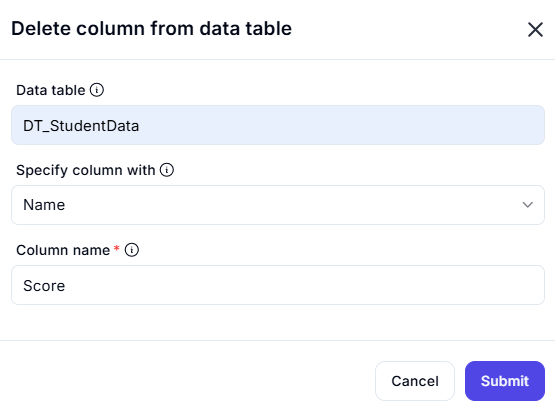 Delete column from data table
Data table
DT_StudentData
Specify column with
Name
Column name *
Score
Cancel Submit